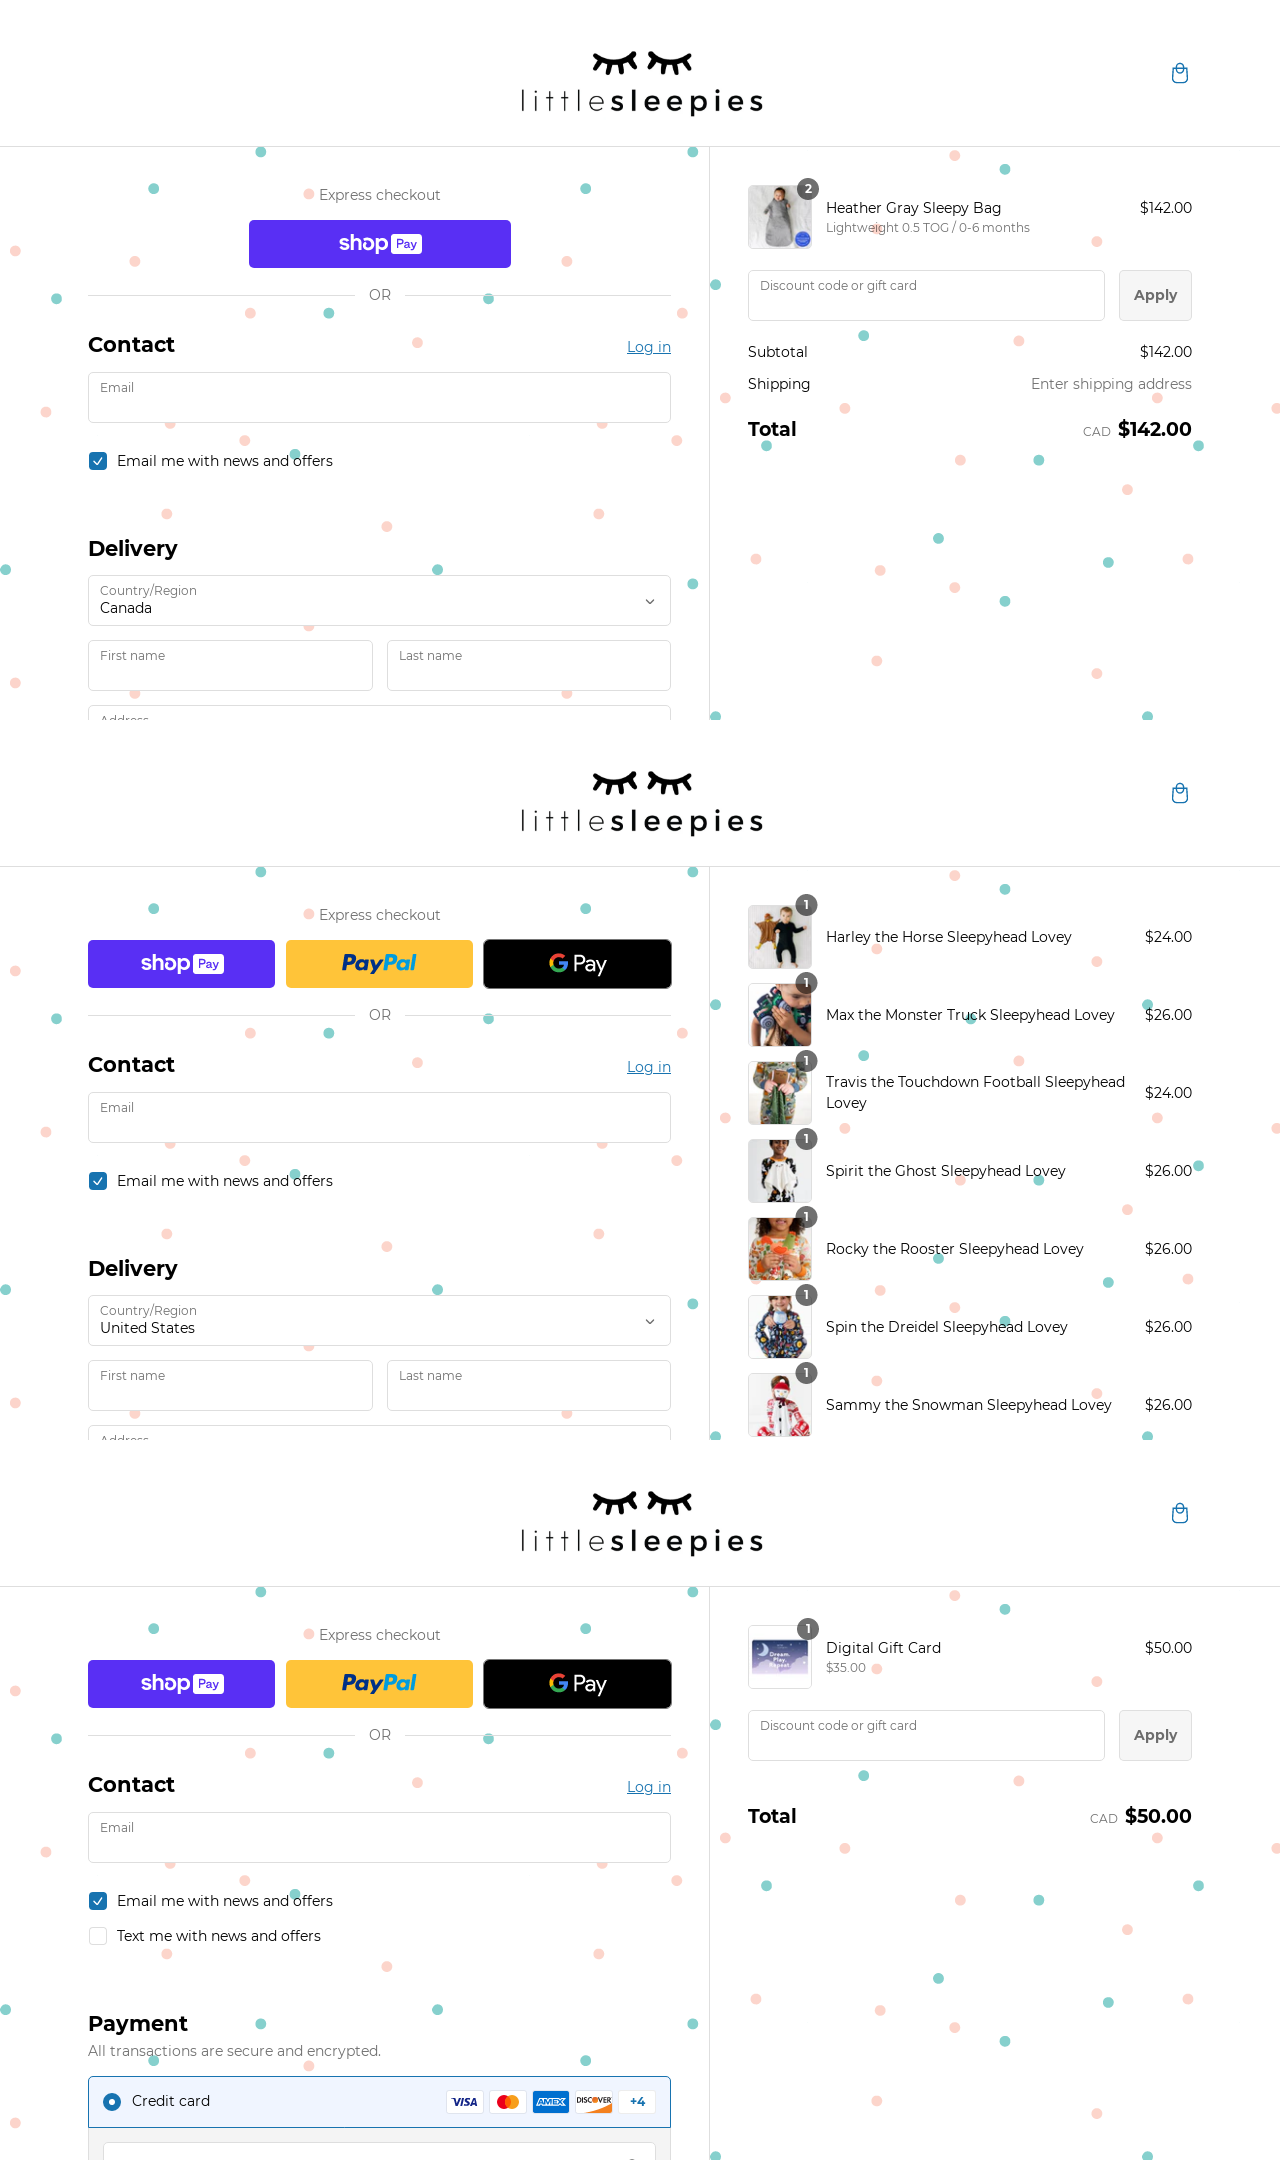 littlesleepies
Express checkout
shop Pay
OR
Contact
Log in
Email
Email me with news and offers
Delivery
Country/Region
Canada
First name
Last name
Address
2
Heather Gray Sleepy Bag
$142.00
Lightweight 0.5 TOG / 0-6 months
Discount code or gift card
Apply
Subtotal
$142.00
Shipping
Enter shipping address
Total
CAD $142.00
littlesleepies
Express checkout
shop Pay
PayPal
G Pay
OR
Contact
Log in
Email
Email me with news and offers
Delivery
Country/Region
United States
First name
Last name
Address
1
Harley the Horse Sleepyhead Lovey
$24.00
1
Max the Monster Truck Sleepyhead Lovey
$26.00
1
Travis the Touchdown Football Sleepyhead
Lovey
$24.00
1
Spirit the Ghost Sleepyhead Lovey
$26.00
1
Rocky the Rooster Sleepyhead Lovey
$26.00
1
Spin the Dreidel Sleepyhead Lovey
$26.00
1
Sammy the Snowman Sleepyhead Lovey
$26.00
littlesleepies
Express checkout
shop Pay
PayPal
G Pay
OR
Contact
Log in
Email
Email me with news and offers
Text me with news and offers
Payment
All transactions are secure and encrypted.
Credit card
VISA
AMEX
DISCOVER
+4
1
Dream.
Play.
Repeat.
Digital Gift Card
$50.00
$35.00
Discount code or gift card
Apply
Total
CAD $50.00